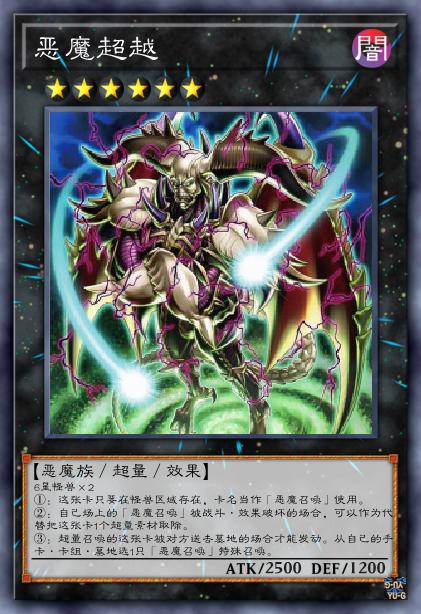 恶魔超越
闇
【恶魔族／超量／效果】
6星怪兽×2
①：这张卡只要在怪兽区域存在，卡名当作「恶魔召唤」使用。
②：自己场上的「恶魔召唤」被战斗·效果破坏的场合，可以作为代
替把这张卡1个超量素材取除。
③：超量召唤的这张卡被对方送去墓地的场合才能发动。从自己的手
卡·卡组·墓地选1只「恶魔召唤」特殊召唤。
ATK/2500 DEF/1200